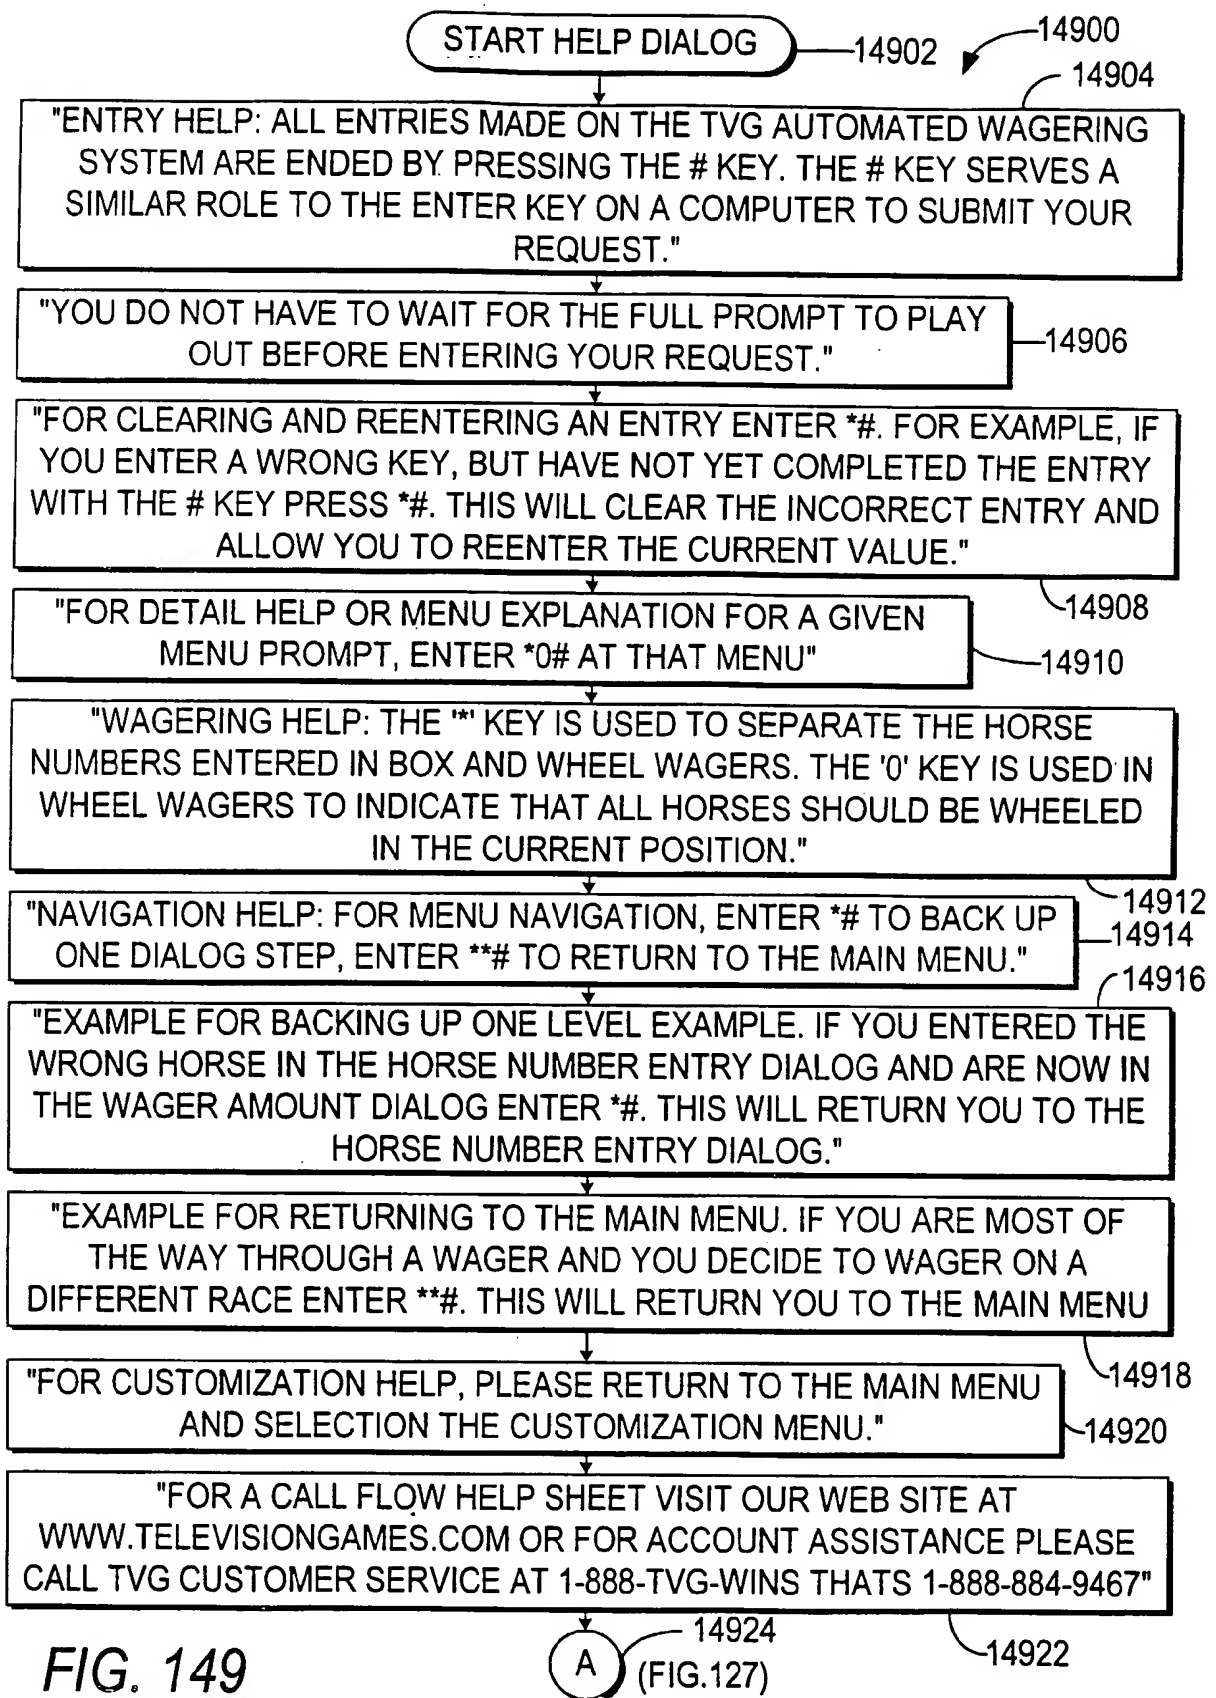 START HELP DIALOG
14902
14900
14904
"ENTRY HELP: ALL ENTRIES MADE ON THE TVG AUTOMATED WAGERING
SYSTEM ARE ENDED BY PRESSING THE # KEY. THE # KEY SERVES A
SIMILAR ROLE TO THE ENTER KEY ON A COMPUTER TO SUBMIT YOUR
REQUEST."
"YOU DO NOT HAVE TO WAIT FOR THE FULL PROMPT TO PLAY
OUT BEFORE ENTERING YOUR REQUEST."
14906
"FOR CLEARING AND REENTERING AN ENTRY ENTER *#. FOR EXAMPLE, IF
YOU ENTER A WRONG KEY, BUT HAVE NOT YET COMPLETED THE ENTRY
WITH THE # KEY PRESS *#. THIS WILL CLEAR THE INCORRECT ENTRY AND
ALLOW YOU TO REENTER THE CURRENT VALUE."
14908
"FOR DETAIL HELP OR MENU EXPLANATION FOR A GIVEN
MENU PROMPT, ENTER *0# AT THAT MENU"
14910
"WAGERING HELP: THE '*' KEY IS USED TO SEPARATE THE HORSE
NUMBERS ENTERED IN BOX AND WHEEL WAGERS. THE '0' KEY IS USED IN
WHEEL WAGERS TO INDICATE THAT ALL HORSES SHOULD BE WHEELED
IN THE CURRENT POSITION."
14912
"NAVIGATION HELP: FOR MENU NAVIGATION, ENTER *# TO BACK UP
ONE DIALOG STEP, ENTER **# TO RETURN TO THE MAIN MENU."
14914
14916
"EXAMPLE FOR BACKING UP ONE LEVEL EXAMPLE. IF YOU ENTERED THE
WRONG HORSE IN THE HORSE NUMBER ENTRY DIALOG AND ARE NOW IN
THE WAGER AMOUNT DIALOG ENTER *#. THIS WILL RETURN YOU TO THE
HORSE NUMBER ENTRY DIALOG."
"EXAMPLE FOR RETURNING TO THE MAIN MENU. IF YOU ARE MOST OF
THE WAY THROUGH A WAGER AND YOU DECIDE TO WAGER ON A
DIFFERENT RACE ENTER **#. THIS WILL RETURN YOU TO THE MAIN MENU
14918
"FOR CUSTOMIZATION HELP, PLEASE RETURN TO THE MAIN MENU
AND SELECTION THE CUSTOMIZATION MENU."
14920
"FOR A CALL FLOW HELP SHEET VISIT OUR WEB SITE AT
WWW.TELEVISIONGAMES.COM OR FOR ACCOUNT ASSISTANCE PLEASE
CALL TVG CUSTOMER SERVICE AT 1-888-TVG-WINS THATS 1-888-884-9467"
14922
A
14924
(FIG.127)
FIG. 149